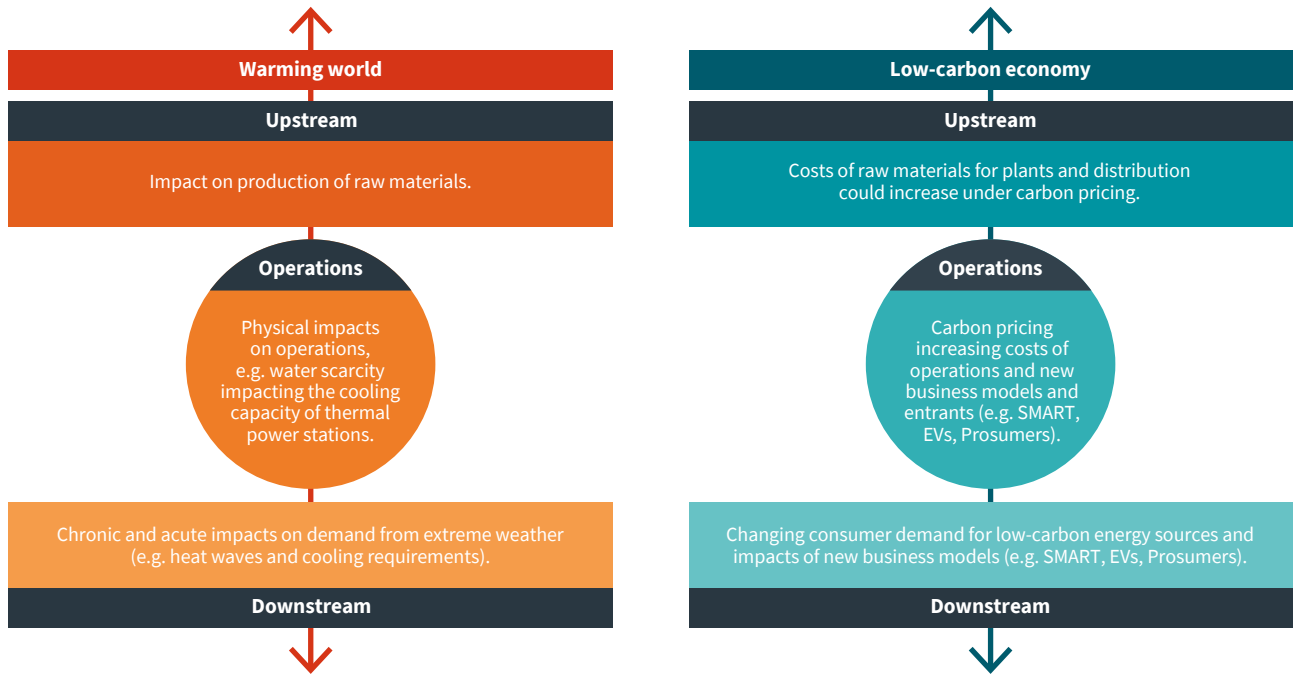 Warming world
Upstream
Impact on production of raw materials.
Operations
Physical impacts
on operations,
e.g. water scarcity
impacting the cooling
capacity of thermal
power stations.
Chronic and acute impacts on demand from extreme weather
(e.g. heat waves and cooling requirements).
Downstream
Low-carbon economy
Upstream
Costs of raw materials for plants and distribution
could increase under carbon pricing.
Operations
Carbon pricing
increasing costs of
operations and new
business models and
entrants (e.g. SMART,
EVs, Prosumers).
Changing consumer demand for low-carbon energy sources and
impacts of new business models (e.g. SMART, EVs, Prosumers).
Downstream